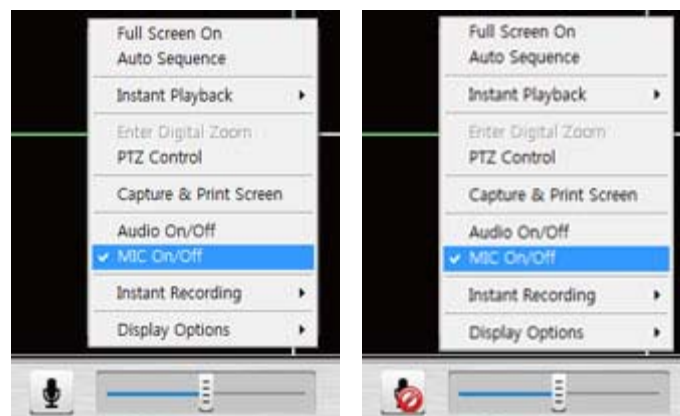 Full Screen On
Auto Sequence
Instant Playback
Enter Digital Zoom
PTZ Control
Capture & Print Screen
Audio On/Off
MIC On/Off
Instant Recording
Display Options
Full Screen On
Auto Sequence
Instant Playback
Enter Digital Zoom
PTZ Control
Capture & Print Screen
Audio On/Off
MIC On/Off
Instant Recording
Display Options